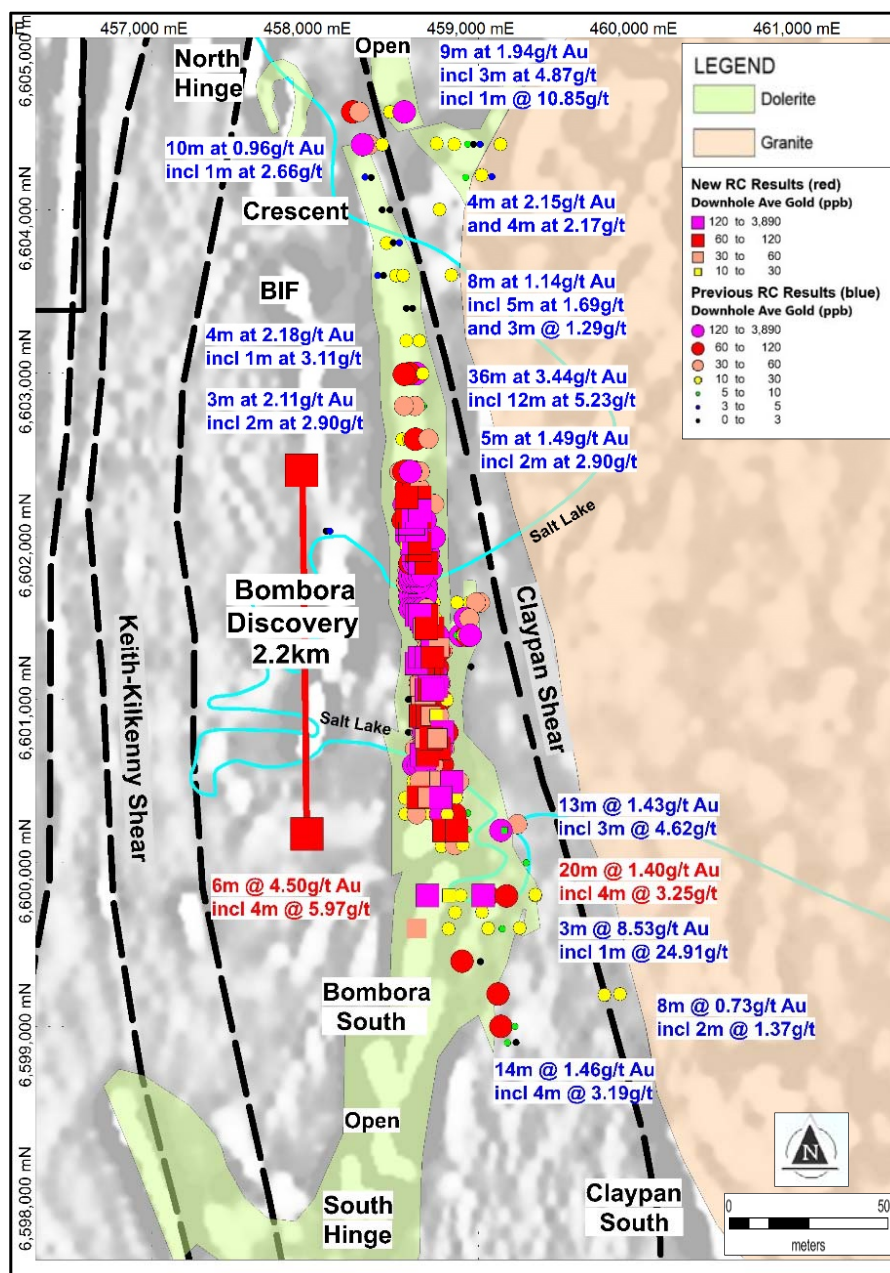 457,000 mE
458,000 mE
459,000 mE
460,000 mE
461,000 mE
6,605,000 mN
6,604,000 mN
6,603,000 mN
6,602,000 mN
6,601,000 mN
6,600,000 mN
6,599,000 mN
6,598,000 mN
North
Hinge
Open
9m at 1.94g/t Au
incl 3m at 4.87g/t
incl 1m @ 10.85g/t
10m at 0.96g/t Au
incl 1m at 2.66g/t
Crescent
4m at 2.15g/t Au
and 4m at 2.17g/t
BIF
8m at 1.14g/t Au
incl 5m at 1.69g/t
and 3m @ 1.29g/t
4m at 2.18g/t Au
incl 1m at 3.11g/t
36m at 3.44g/t Au
incl 12m at 5.23g/t
3m at 2.11g/t Au
incl 2m at 2.90g/t
5m at 1.49g/t Au
incl 2m at 2.90g/t
Salt Lake
Bombora
Discovery
2.2km
Claypan Shear
Keith-Kilkenny Shear
Salt Lake
13m @ 1.43g/t Au
incl 3m @ 4.62g/t
6m @ 4.50g/t Au
incl 4m @ 5.97g/t
20m @ 1.40g/t Au
incl 4m @ 3.25g/t
3m @ 8.53g/t Au
incl 1m @ 24.91g/t
Bombora
South
8m @ 0.73g/t Au
incl 2m @ 1.37g/t
14m @ 1.46g/t Au
incl 4m @ 3.19g/t
Open
South
Hinge
Claypan
South
LEGEND
Dolerite
Granite
New RC Results (red)
Downhole Ave Gold (ppb)
120 to 3,890
60 to 120
30 to 60
10 to 30
Previous RC Results (blue)
Downhole Ave Gold (ppb)
120 to 3,890
60 to 120
30 to 60
10 to 30
5 to 10
3 to 5
0 to 3
N
0
50
meters